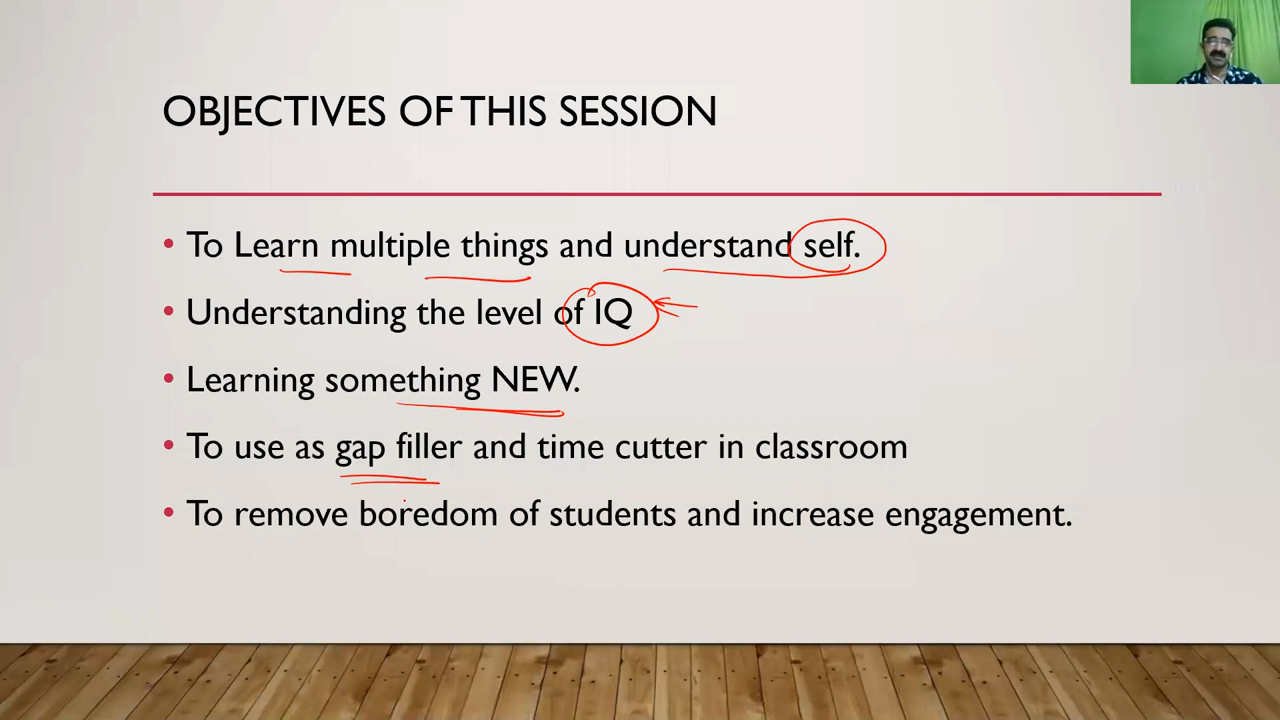 OBJECTIVES OF THIS SESSION
• To Learn multiple things and understand self.
• Understanding the level of IQ
• Learning something NEW.
• To use as gap filler and time cutter in classroom
• To remove boredom of students and increase engagement.